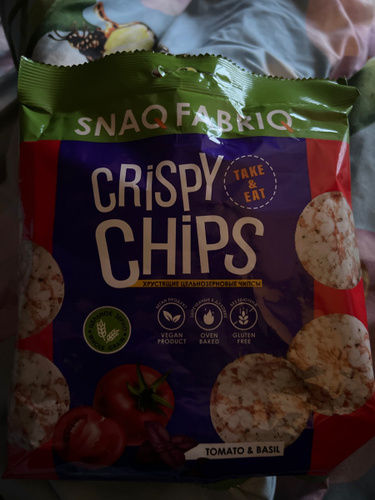 SNAQ FABRIQ
CRiSPY
TAKE
&
EAT
CHiPS
ХРУСТЯЩИЕ ЦЕЛЬНОЗЕРНОВЫЕ ЧИПСЫ
VEGAN
PRODUCT
OVEN
BAKED
GLUTEN
FREE
TOMATO & BASIL